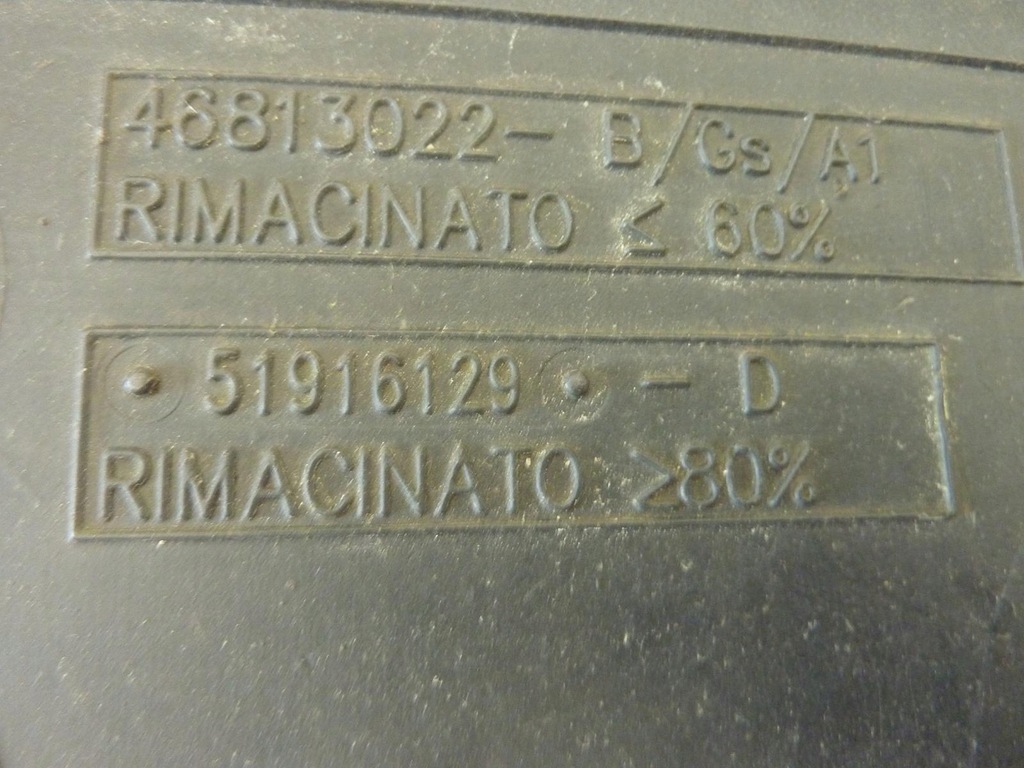 46813022- B/Gs/A1
RIMACINATO ≤ 60%
51916129 - D
RIMACINATO ≥80%